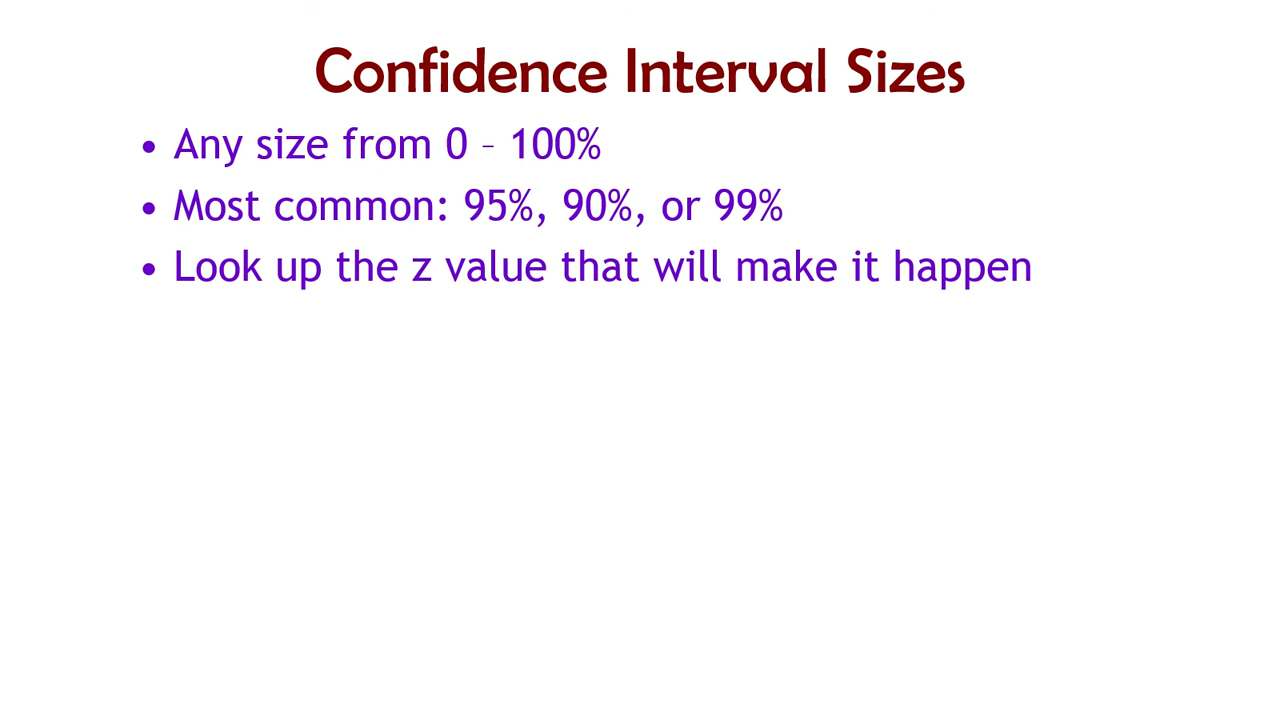 Confidence Interval Sizes
• Any size from 0 – 100%
• Most common: 95%, 90%, or 99%
• Look up the z value that will make it happen